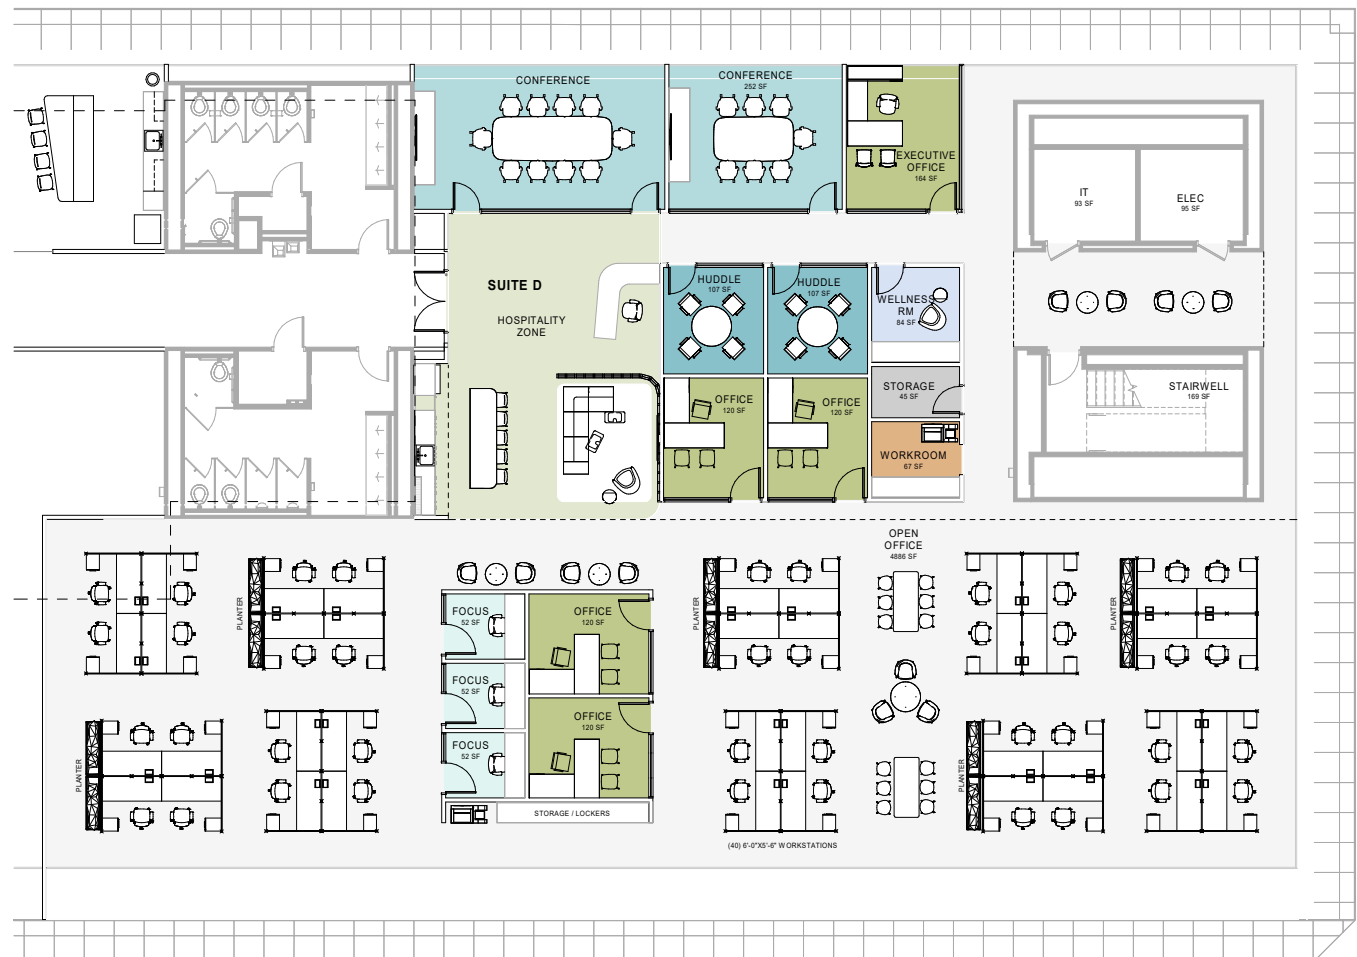 CONFERENCE
CONFERENCE
252 SF
EXECUTIVE
OFFICE
164 SF
IT
93 SF
ELEC
95 SF
SUITE D
HOSPITALITY
ZONE
HUDDLE
107 SF
HUDDLE
107 SF
WELLNESS
RM
84 SF
OFFICE
120 SF
OFFICE
120 SF
STORAGE
45 SF
STAIRWELL
169 SF
WORKROOM
67 SF
OPEN
OFFICE
4886 SF
PLANTER
FOCUS
52 SF
OFFICE
120 SF
PLANTER
PLANTER
FOCUS
52 SF
OFFICE
120 SF
PLANTER
FOCUS
52 SF
PLANTER
STORAGE / LOCKERS
(40) 6'-0"X5'-6" WORKSTATIONS